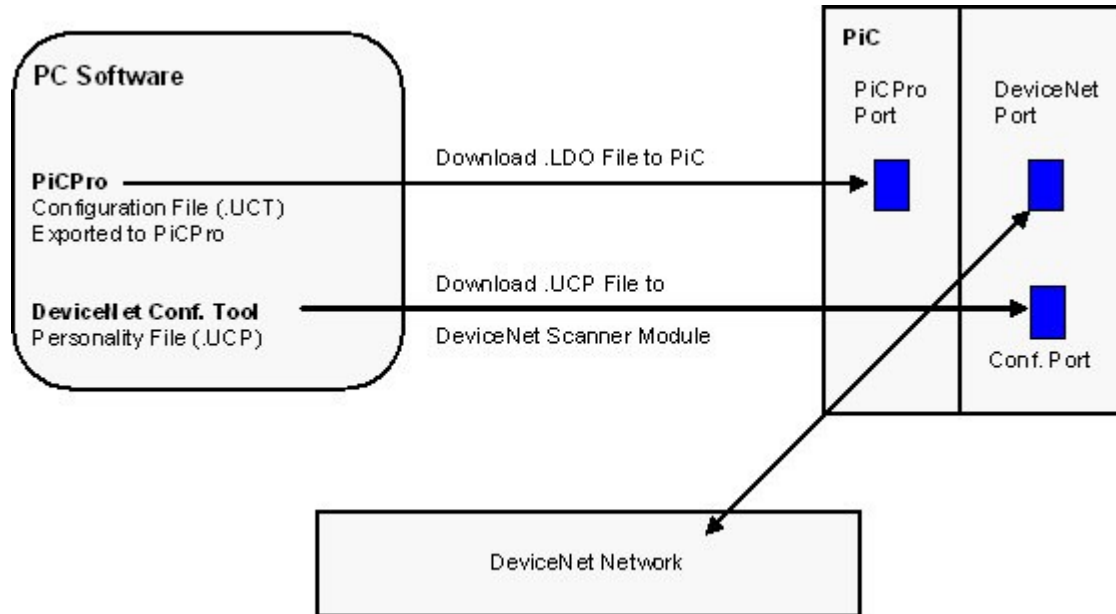 PC Software
PiCPro
Configuration File (.UCT)
Exported to PiCPro
DeviceNet Conf. Tool
Personality File (.UCP)
Download .LDO File to PiC
Download .UCP File to
DeviceNet Scanner Module
PiC
PiCPro
Port
DeviceNet
Port
Conf. Port
DeviceNet Network